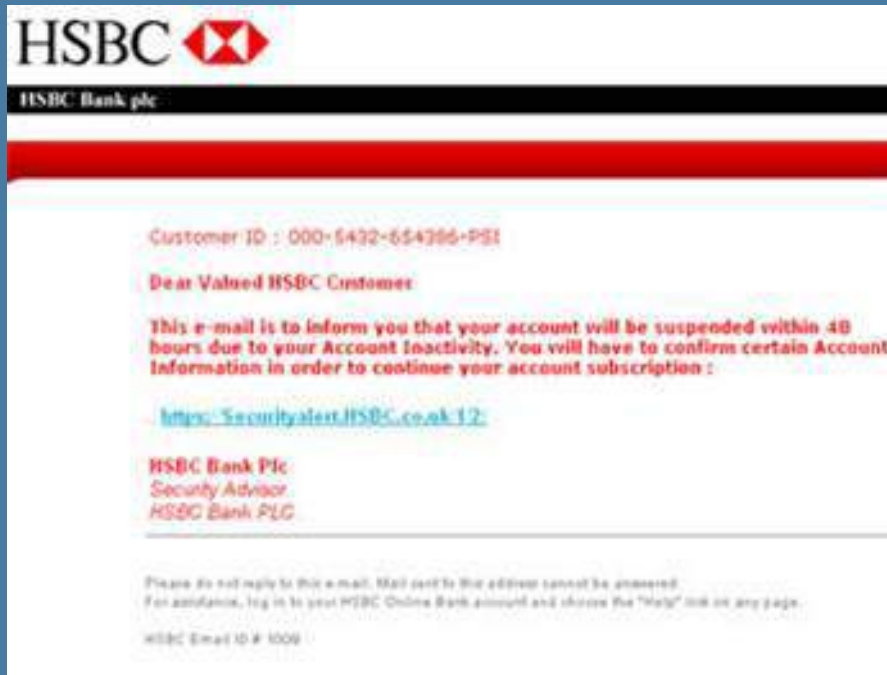 HSBC
HSBC Bank plc
Customer ID : 000-5432-654386-PSI
Dear Valued HSBC Customer
This e-mail is to inform you that your account will be suspended within 48
hours due to your Account Inactivity. You will have to confirm certain Account
Information in order to continue your account subscription :
Securityalert.HSBC.co.uk
HSBC Bank Plc
Security Advisor
HSBC Bank PLC
Please do not reply to this e-mail. Mail sent to this address cannot be answered.
For assistance, log in to your HSBC Online Bank account and choose the "Help" link on any page.
HSBC Email ID # 1009